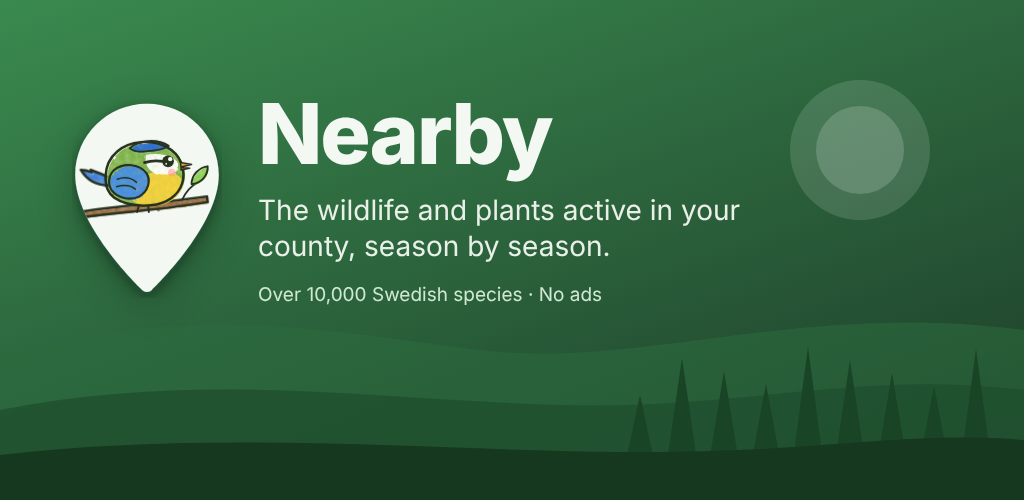 Nearby
The wildlife and plants active in your
county, season by season.
Over 10,000 Swedish species · No ads